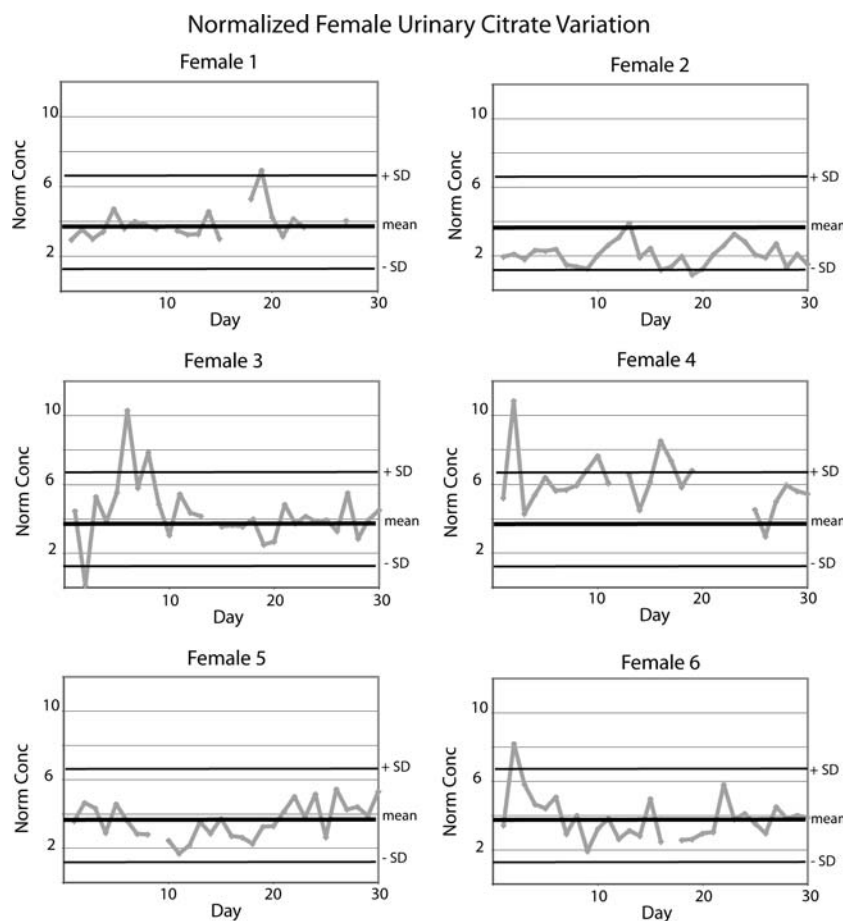 Normalized Female Urinary Citrate Variation
Female 1
Norm Conc
10
6
2
+ SD
mean
- SD
10
20
30
Day
Female 2
Norm Conc
10
6
2
+ SD
mean
- SD
10
20
30
Day
Female 3
Norm Conc
10
6
2
+ SD
mean
- SD
10
20
30
Day
Female 4
Norm Conc
10
6
2
+ SD
mean
- SD
10
20
30
Day
Female 5
Norm Conc
10
6
2
+ SD
mean
- SD
10
20
30
Day
Female 6
Norm Conc
10
6
2
+ SD
mean
- SD
10
20
30
Day